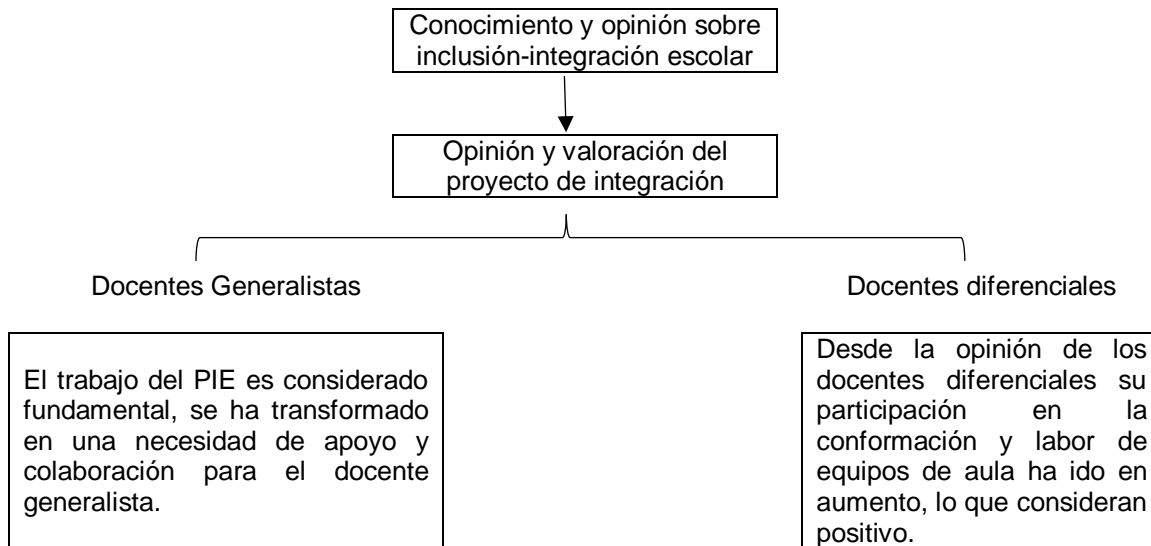 Conocimiento y opinión sobre
inclusión-integración escolar
Opinión y valoración del
proyecto de integración
Docentes Generalistas
Docentes diferenciales
El trabajo del PIE es considerado
fundamental, se ha transformado
en una necesidad de apoyo y
colaboración para el docente
generalista.
Desde la opinión de los
docentes diferenciales su
participación en la
conformación y labor de
equipos de aula ha ido en
aumento, lo que consideran
positivo.